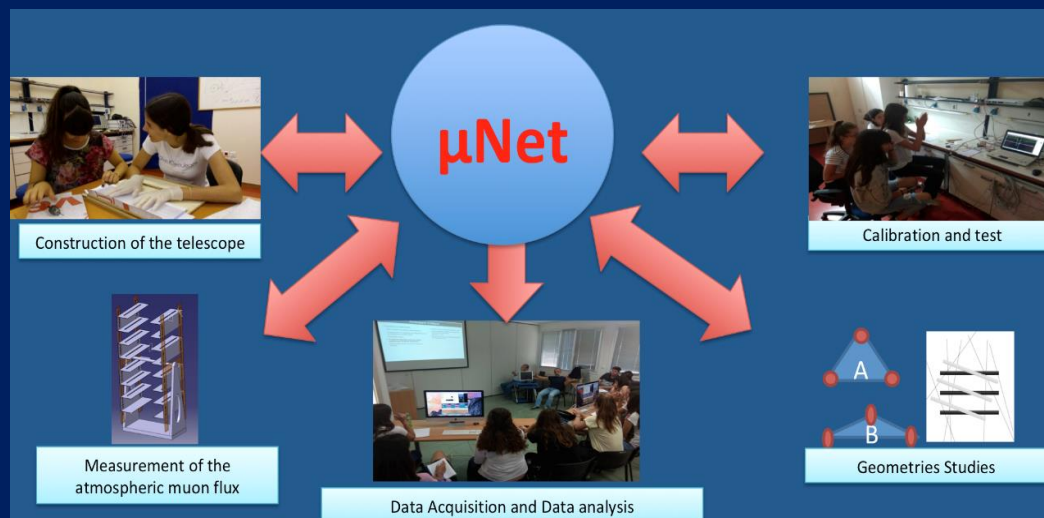 µNet
Construction of the telescope
Calibration and test
A
B
Measurement of the
atmospheric muon flux
Geometries Studies
Data Acquisition and Data analysis